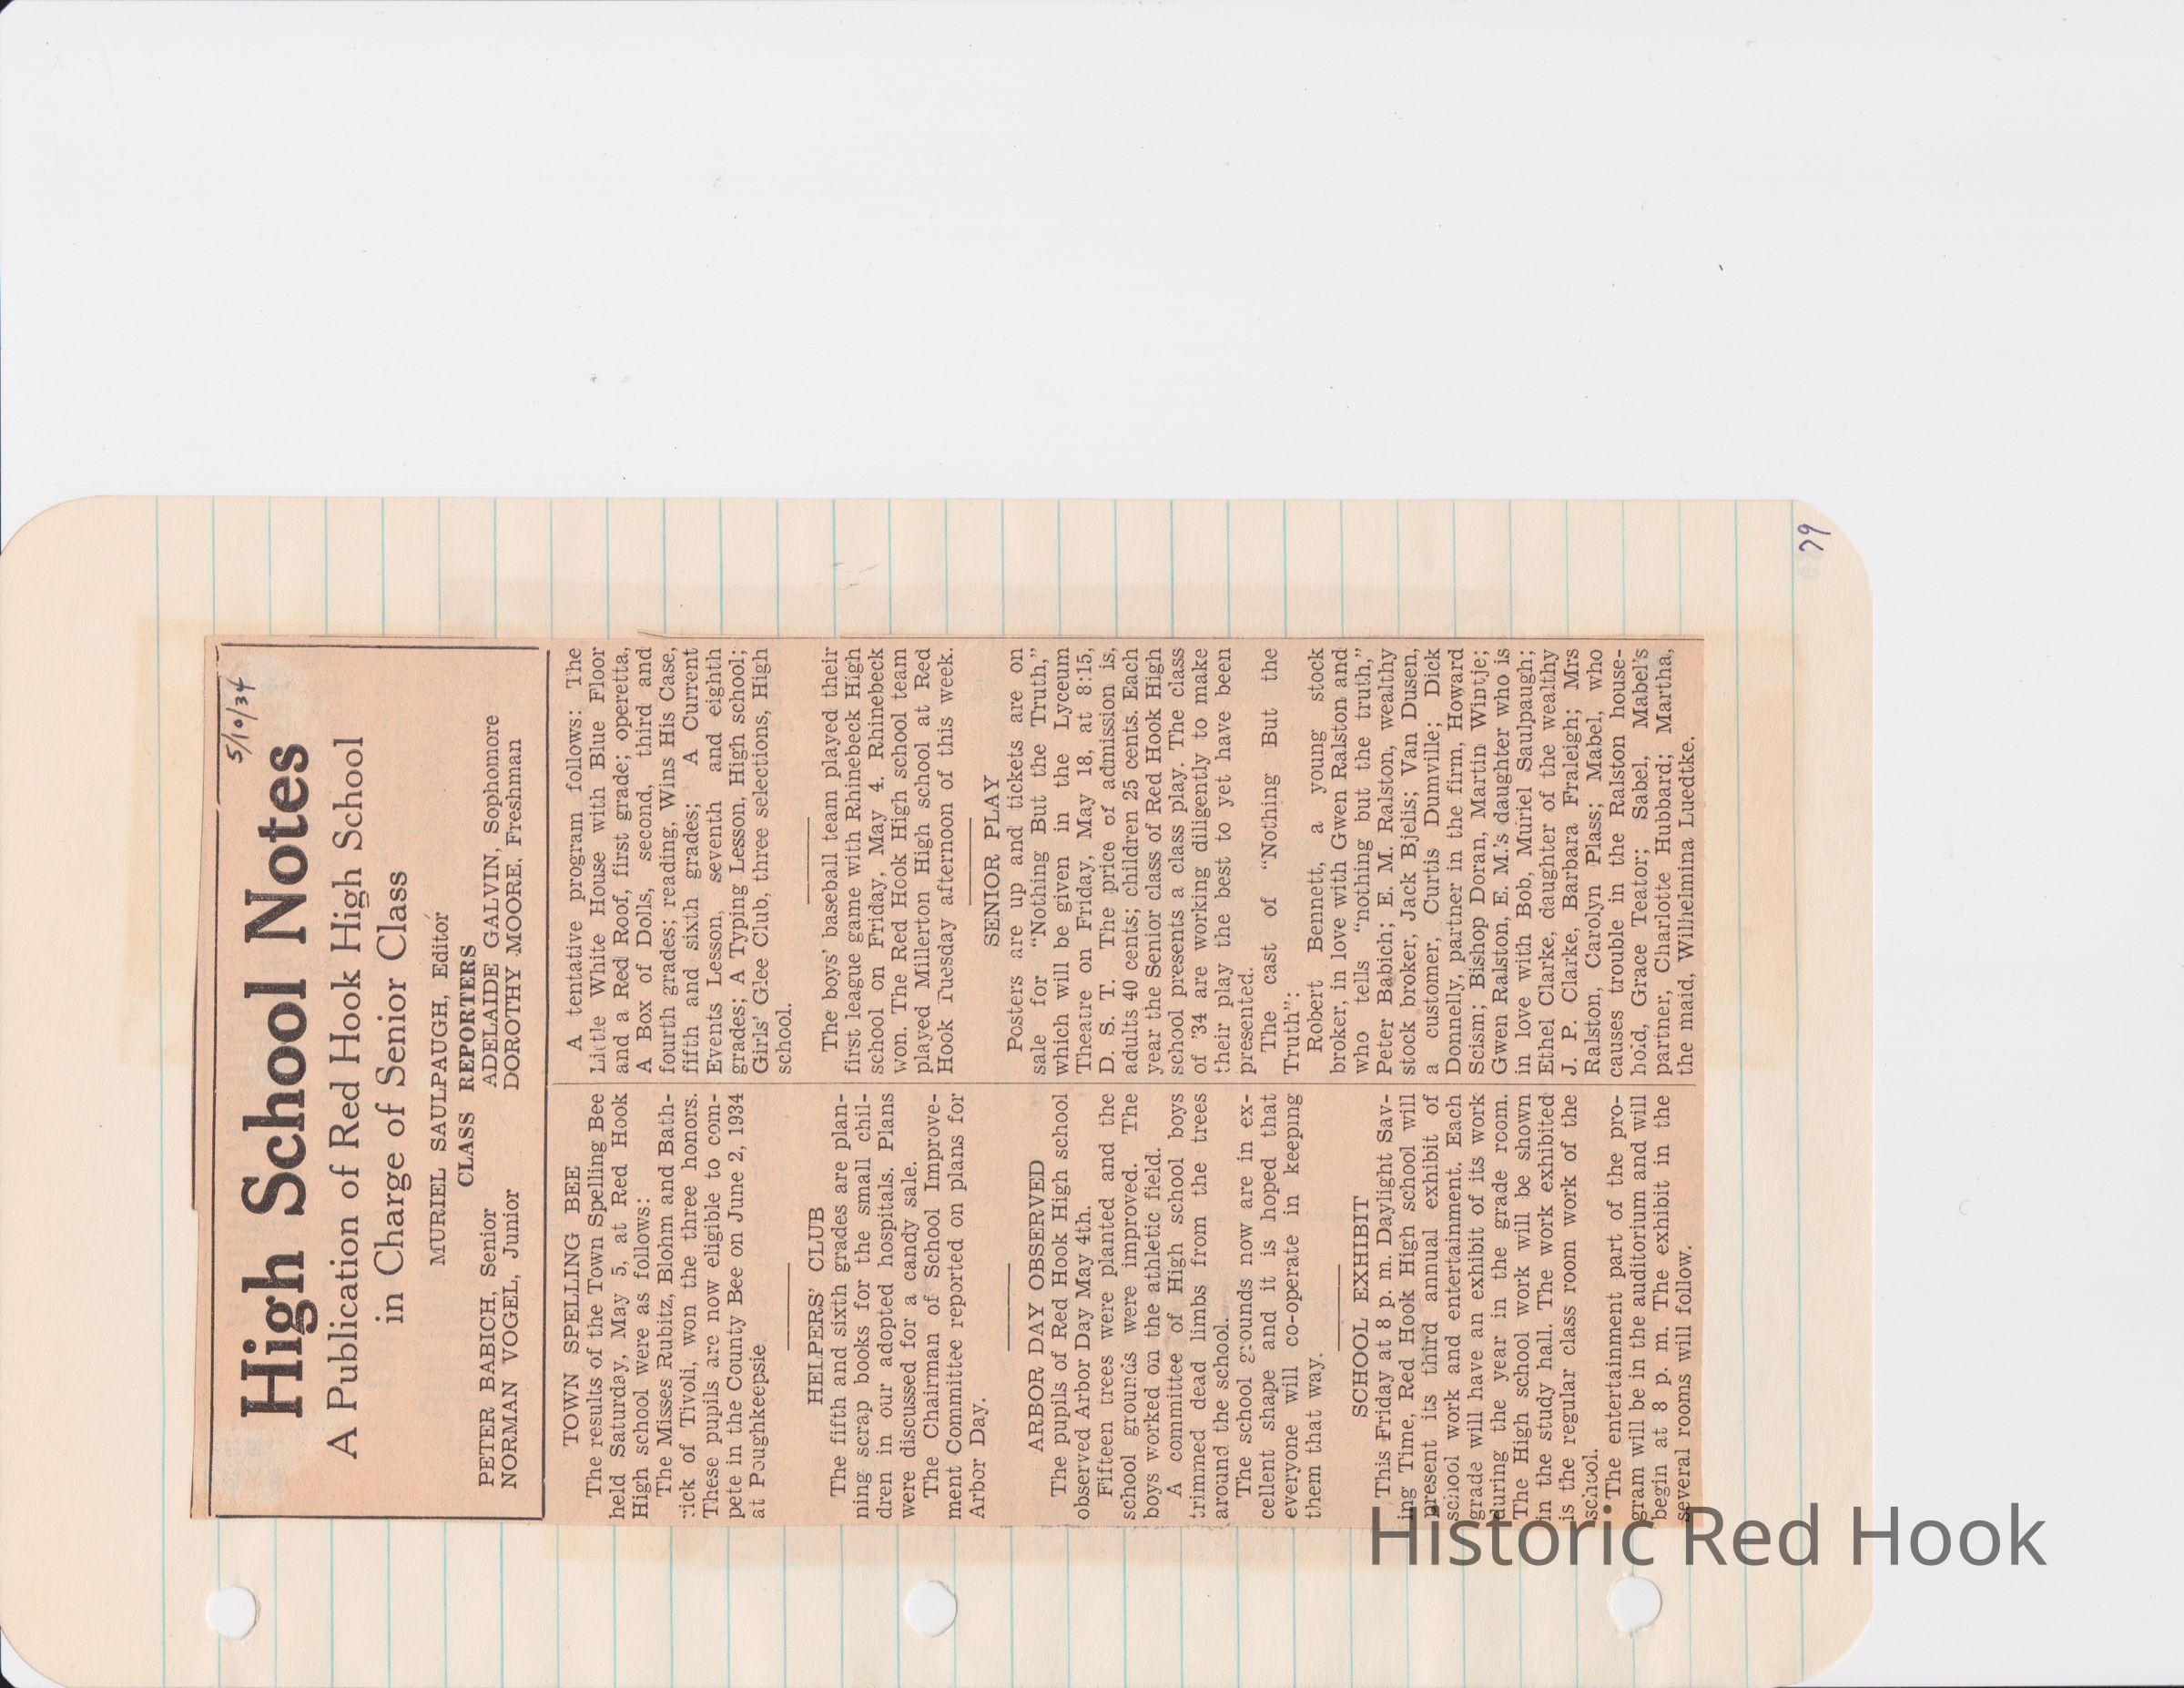 5/10/34
High School Notes
A Publication of Red Hook High School
in Charge of Senior Class
MURIEL SAULPAUGH, Editor
CLASS REPORTERS
PETER BABICH, Senior ADELAIDE GALVIN, Sophomore
NORMAN VOGEL, Junior DOROTHY MOORE. Freshman
TOWN SPELLING BEE
The results of the Town Spelling Bee
held Saturday, May 5, at Red Hook
High school were as follows:
The Misses Rubitz, Blohm and Bath-
rick of Tivoli, won the three honors.
These pupils are now eligible to com-
pete in the County Bee on June 2, 1934
at Poughkeepsie
HELPERS' CLUB
The fifth and sixth grades are plan-
ning scrap books for the small chil-
dren in our adopted hospitals. Plans
were discussed for a candy sale.
The Chairman of School Improve-
ment Committee reported on plans for
Arbor Day.
ARBOR DAY OBSERVED
The pupils of Red Hook High school
observed Arbor Day May 4th.
Fifteen trees were planted and the
school grounds were improved. The
boys worked on the athletic field.
A committee of High school boys
trimmed dead limbs from the trees
around the school.
The school grounds now are in ex-
cellent shape and it is hoped that
everyone will co-operate in keeping
them that way.
SCHOOL EXHIBIT
This Friday at 8 p. m. Daylight Sav-
ing Time, Red Hook High school will
present its third annual exhibit of
school work and entertainment. Each
grade will have an exhibit of its work
during the year in the grade room.
The High school work will be shown
in the study hall. The work exhibited
is the regular class room work of the
school.
The entertainment part of the pro-
gram will be in the auditorium and will
begin at 8 p. m. The exhibit in the
several rooms will follow.
A tentative program follows: The
Little White House with Blue Floor
and a Red Roof, first grade; operetta,
A Box of Dolls, second, third and
fourth grades; reading, Wins His Case,
fifth and sixth grades; A Current
Events Lesson, seventh and eighth
grades; A Typing Lesson, High school;
Girls' Glee Club, three selections, High
school.
The boys' baseball team played their
first league game with Rhinebeck High
school on Friday, May 4. Rhinebeck
won. The Red Hook High school team
played Millerton High school at Red
Hook Tuesday afternoon of this week.
SENIOR PLAY
Posters are up and tickets are on
sale for "Nothing But the Truth,"
which will be given in the Lyceum
Theatre on Friday, May 18, at 8:15,
D. S. T. The price of admission is,
adults 40 cents; children 25 cents. Each
year the Senior class of Red Hook High
school presents a class play. The class
of '34 are working diligently to make
their play the best to yet have been
presented.
The cast of "Nothing But the
Truth":
Robert Bennett, a young stock
broker, in love with Gwen Ralston and
who tells "nothing but the truth,"
Peter Babich; E. M. Ralston, wealthy
stock broker, Jack Bjelis; Van Dusen,
a customer, Curtis Dumville; Dick
Donnelly, partner in the firm, Howard
Scism; Bishop Doran, Martin Wintje;
Gwen Ralston, E. M.'s daughter who is
in love with Bob, Muriel Saulpaugh;
Ethel Clarke, daughter of the wealthy
J. P. Clarke, Barbara Fraleigh; Mrs
Ralston, Carolyn Plass; Mabel, who
causes trouble in the Ralston house-
hold, Grace Teator; Sabel, Mabel's
partner, Charlotte Hubbard; Martha,
the maid, Wilhelmina Luedtke.
79
Historic Red Hook